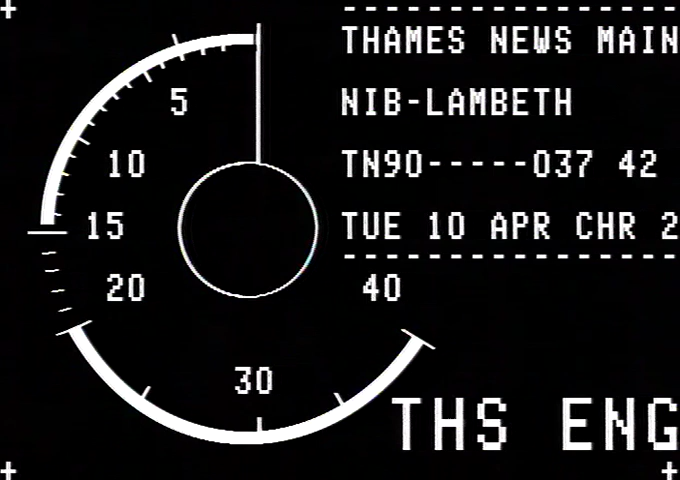 THAMES NEWS MAIN
NIB-LAMBETH
TN90-----037 42
TUE 10 APR CHR 2
5
10
15
20
40
30
THS ENG